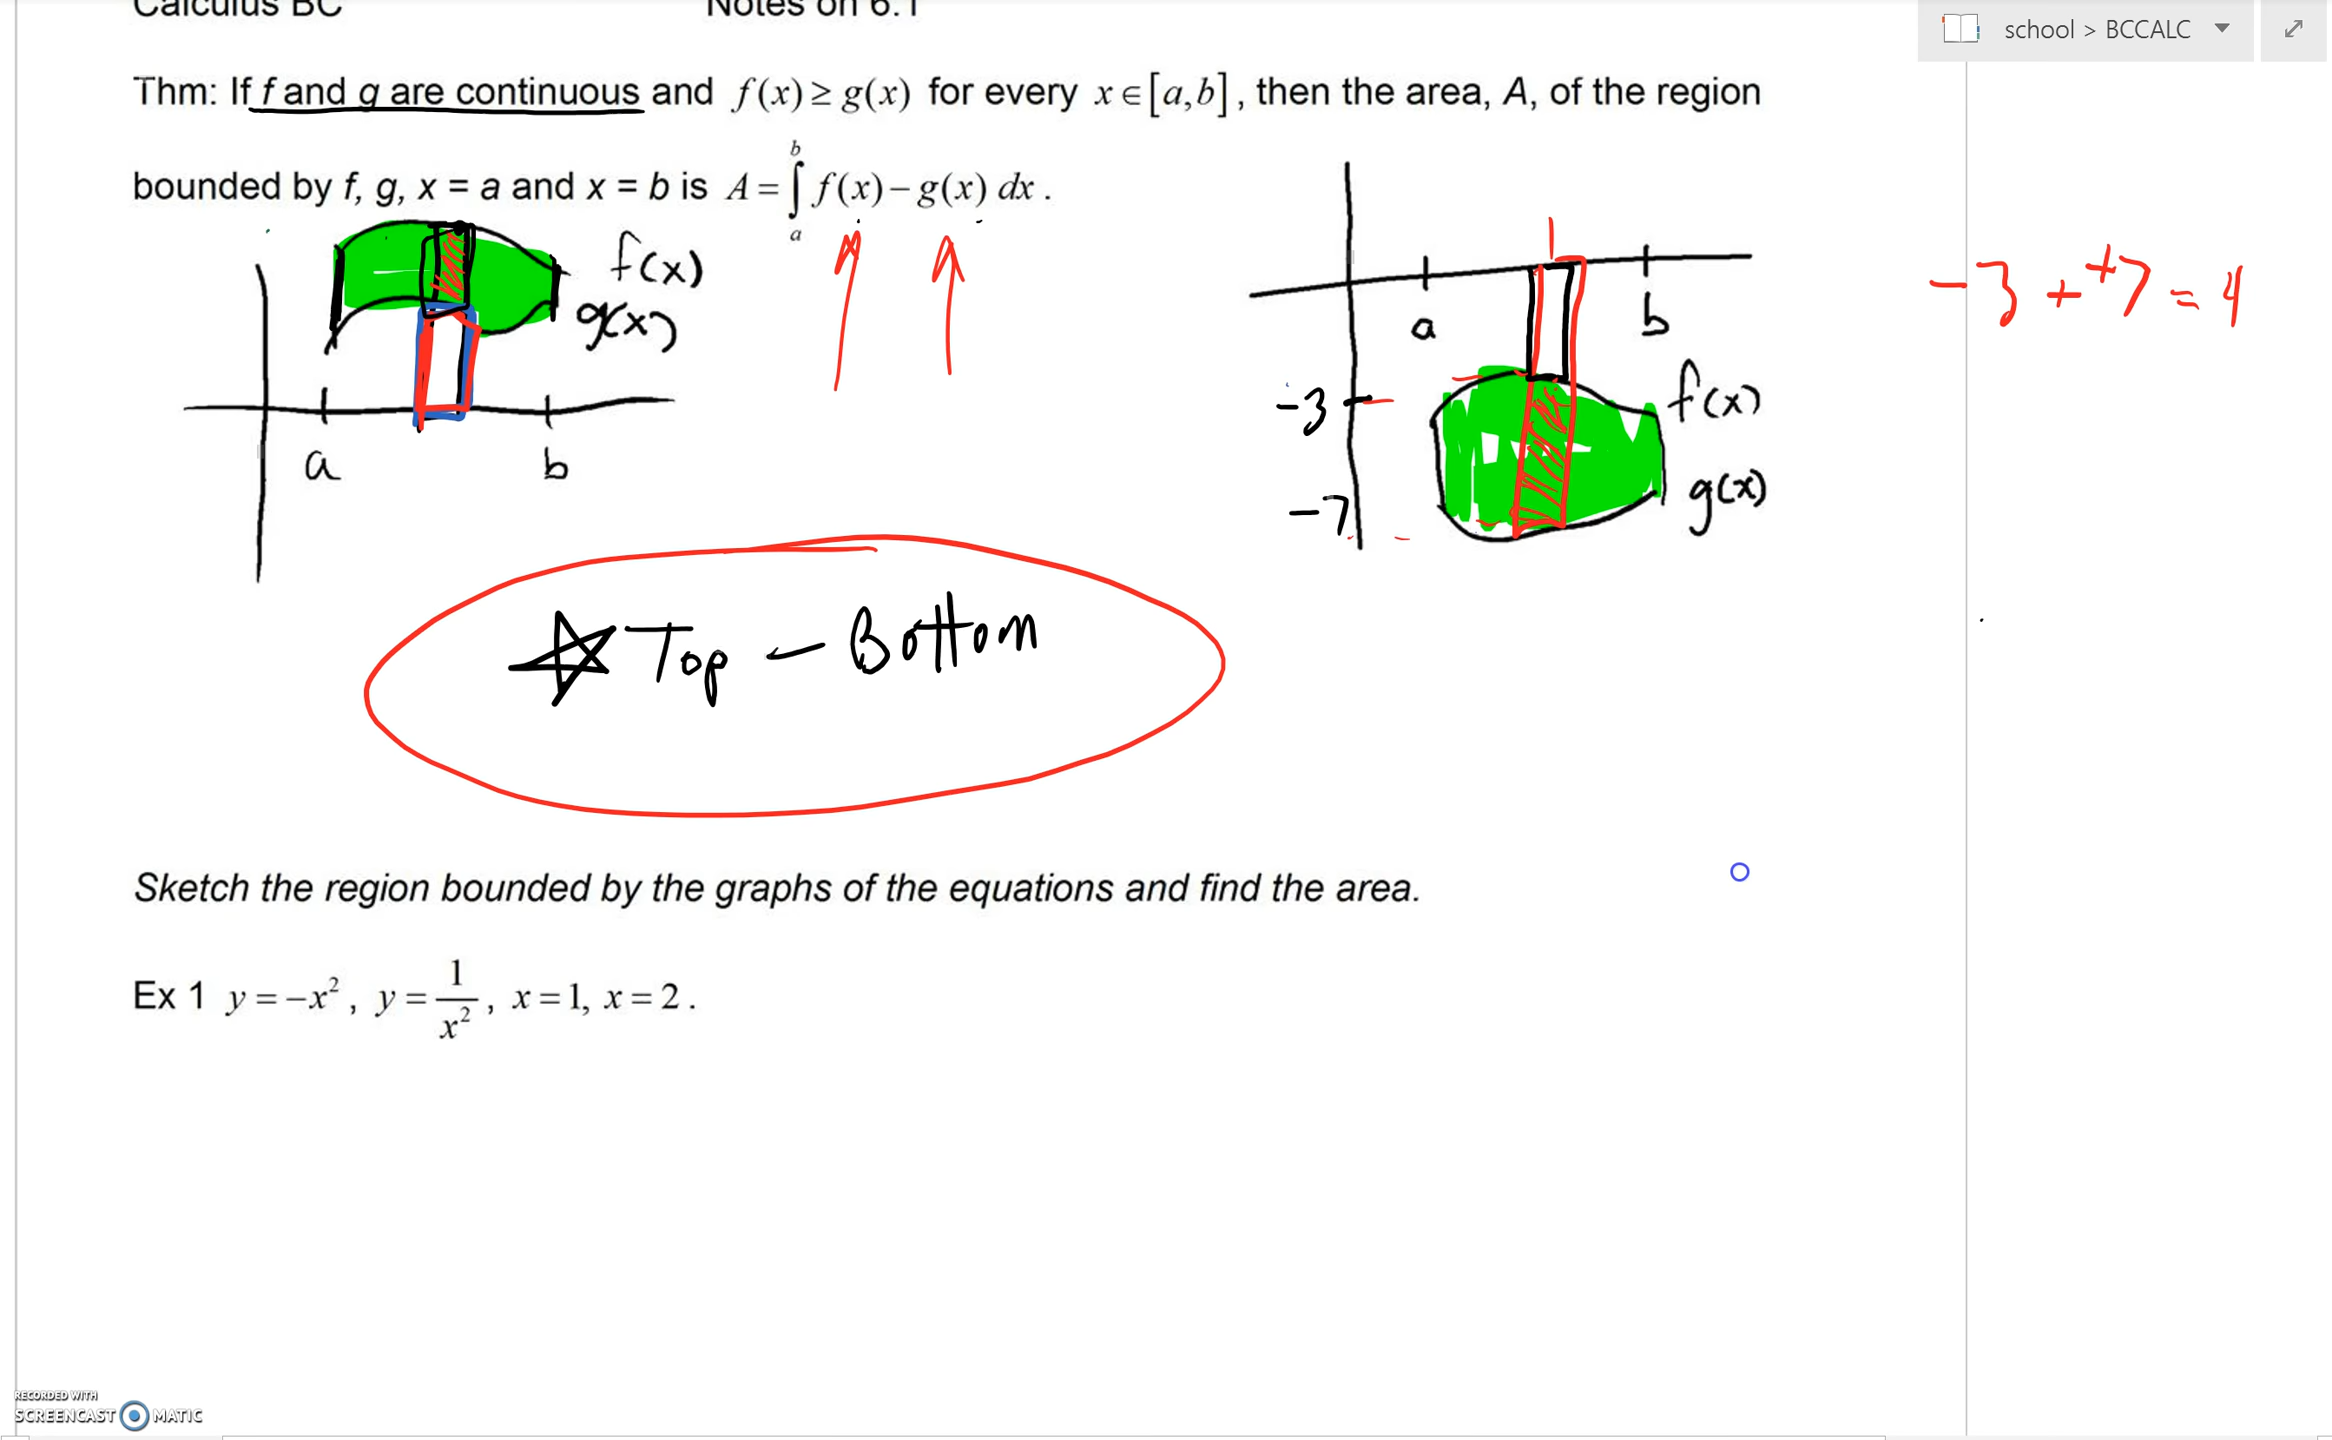 Calculus BC Notes on 6.1
school > BCCALC
Thm: If f and g are continuous and f(x) ≥ g(x) for every x ∈ [a,b], then the area, A, of the region
bounded by f, g, x = a and x = b is A = ∫ₐᵇ f(x) − g(x) dx.
f(x)
g(x)
a
b
a
b
-3
-7
f(x)
g(x)
-3 + +7 = 4
☆ Top - Bottom
Sketch the region bounded by the graphs of the equations and find the area.
Ex 1 y = −x², y = 1/x², x = 1, x = 2.
RECORDED WITH
SCREENCAST MATIC